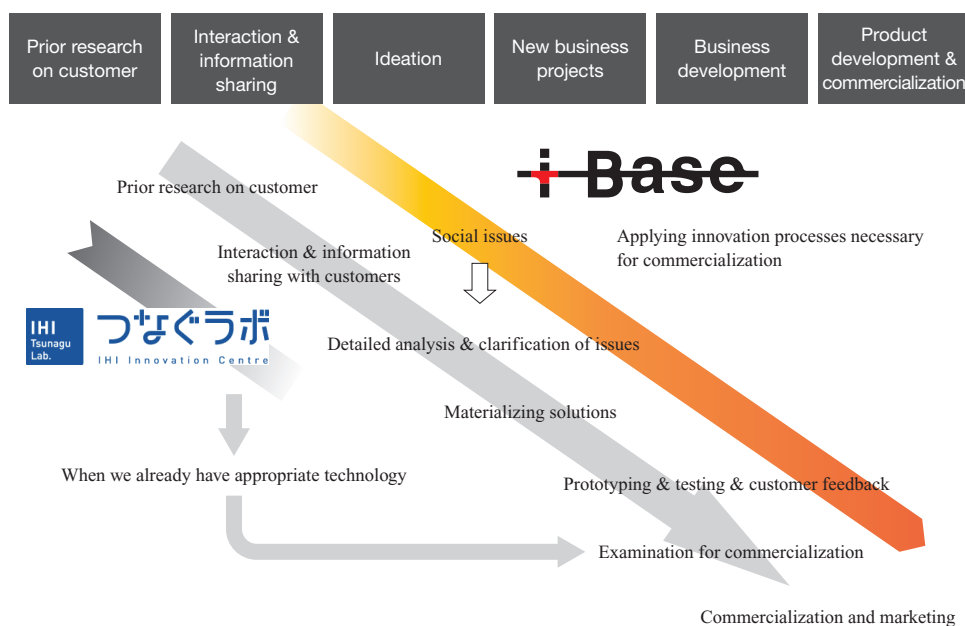 Prior research
on customer
Interaction &
information
sharing
Ideation
New business
projects
Business
development
Product
development &
commercialization
i Base
Prior research on customer
Social issues
Applying innovation processes necessary
for commercialization
Interaction & information
sharing with customers
IHI
Tsunagu
Lab.
つなぐラボ
IHI Innovation Centre
Detailed analysis & clarification of issues
Materializing solutions
When we already have appropriate technology
Prototyping & testing & customer feedback
Examination for commercialization
Commercialization and marketing